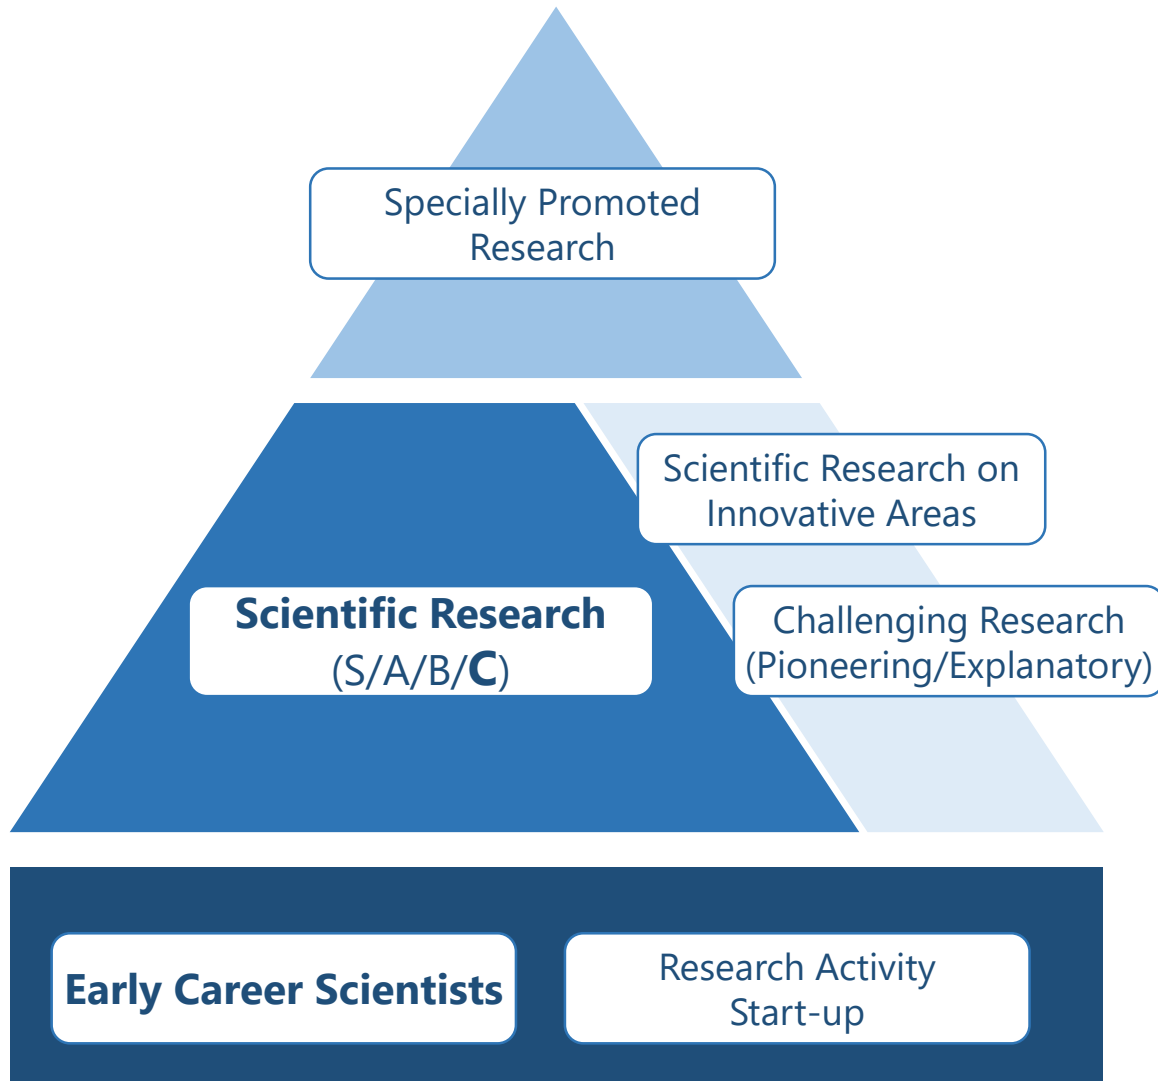 Specially Promoted
Research
Scientific Research on
Innovative Areas
Scientific Research
(S/A/B/C)
Challenging Research
(Pioneering/Explanatory)
Early Career Scientists
Research Activity
Start-up